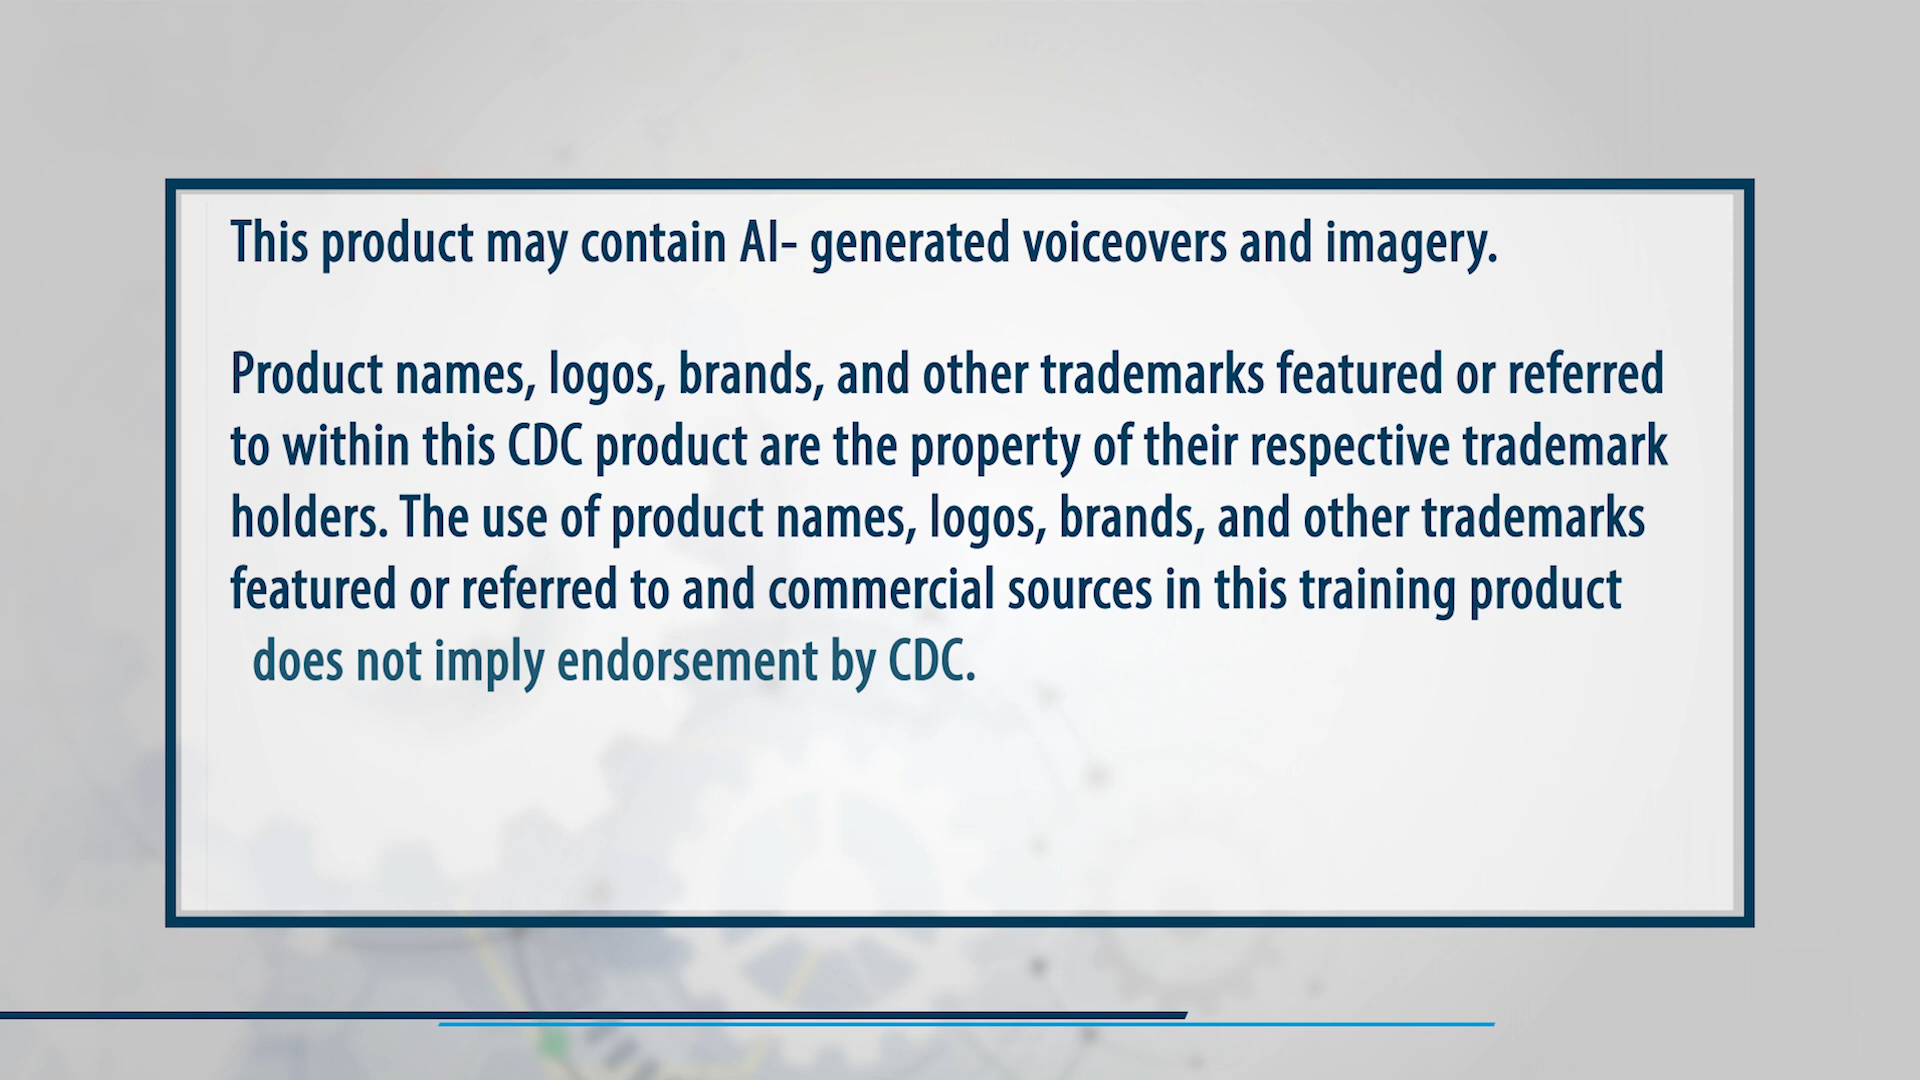 This product may contain AI- generated voiceovers and imagery.
Product names, logos, brands, and other trademarks featured or referred
to within this CDC product are the property of their respective trademark
holders. The use of product names, logos, brands, and other trademarks
featured or referred to and commercial sources in this training product
does not imply endorsement by CDC.